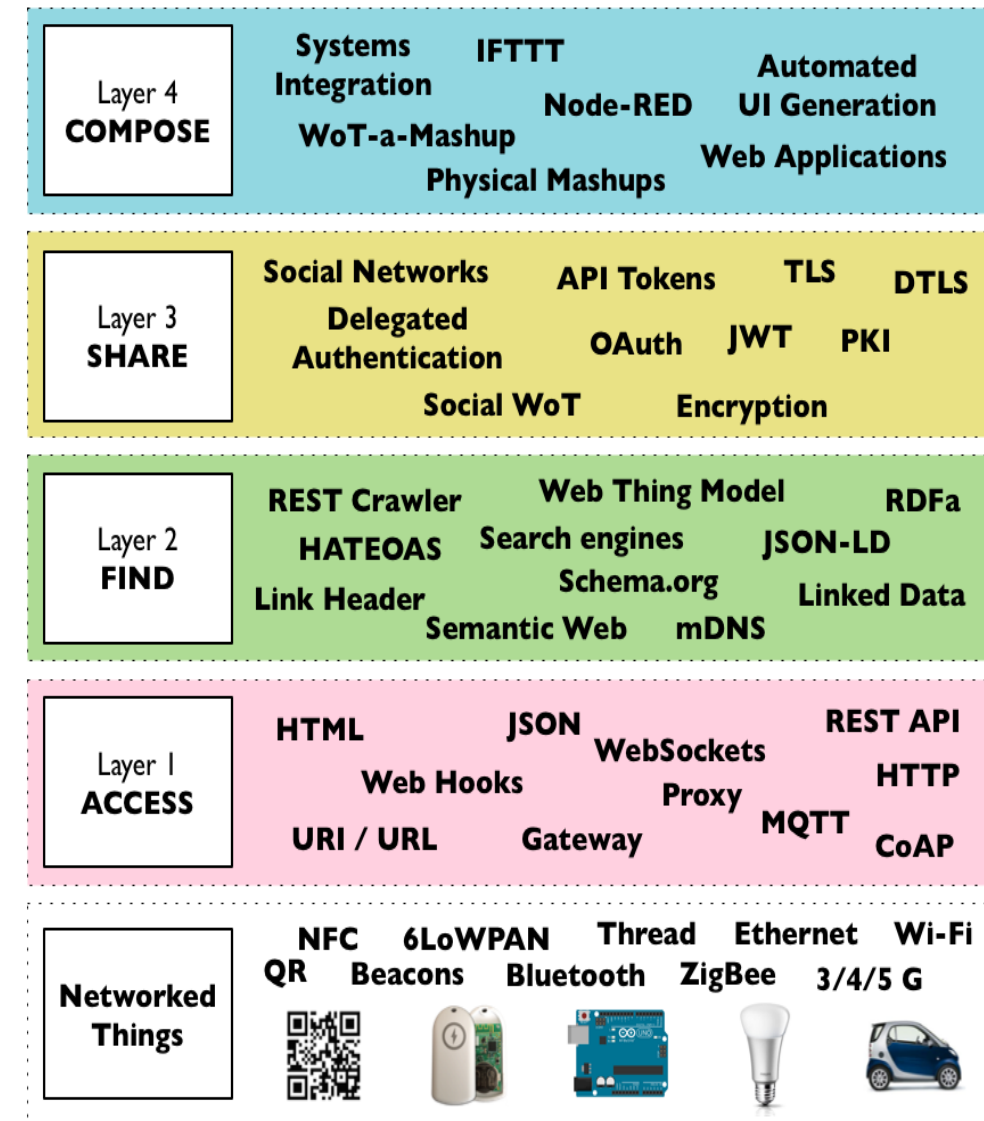 Layer 4
COMPOSE
Systems
Integration
IFTTT
Automated
UI Generation
Node-RED
WoT-a-Mashup
Web Applications
Physical Mashups
Layer 3
SHARE
Social Networks
API Tokens
TLS
DTLS
Delegated
Authentication
OAuth
JWT
PKI
Social WoT
Encryption
Layer 2
FIND
REST Crawler
Web Thing Model
RDFa
HATEOAS
Search engines
JSON-LD
Schema.org
Link Header
Linked Data
Semantic Web
mDNS
Layer 1
ACCESS
HTML
JSON
REST API
WebSockets
Web Hooks
HTTP
Proxy
MQTT
URI / URL
Gateway
CoAP
Networked
Things
NFC
6LoWPAN
Thread
Ethernet
Wi-Fi
QR
Beacons
Bluetooth
ZigBee
3/4/5 G
UNO